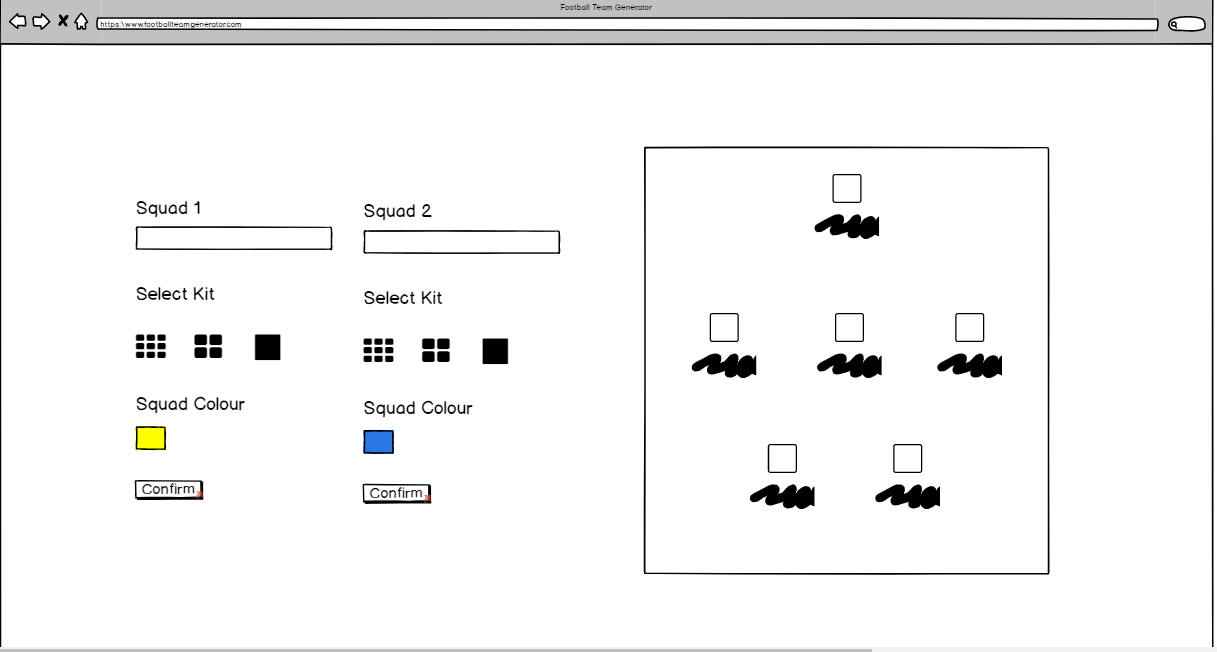 Football Team Generator
https:\www.footballteamgenerator.com
Squad 1
Select Kit
Squad Colour
Confirm
Squad 2
Select Kit
Squad Colour
Confirm